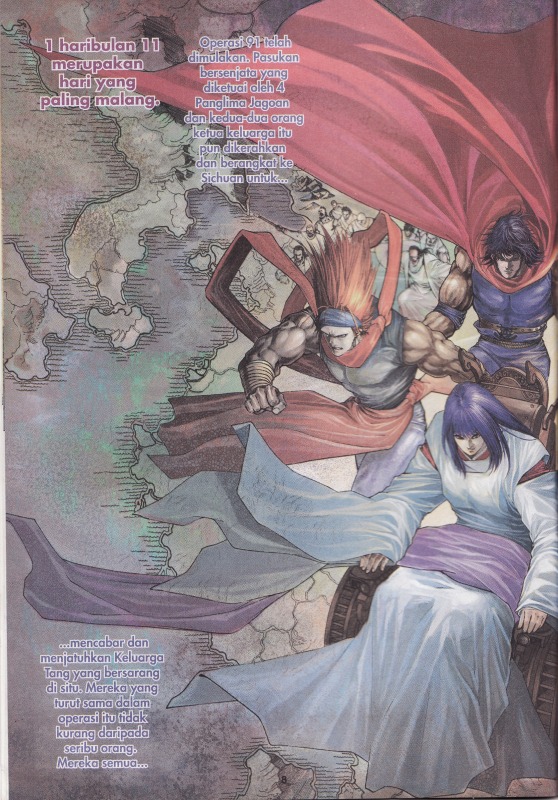 1 haribulan 11
merupakan
hari yang
paling malang.
Operasi 91 telah
dimulakan. Pasukan
bersenjata yang
diketuai oleh 4
Panglima Jagoan
dan kedua-dua orang
ketua keluarga itu
pun dikerahkan
dan berangkat ke
Sichuan untuk...
...mencabar dan
menjatuhkan Keluarga
Tang yang bersarang
di situ. Mereka yang
turut sama dalam
operasi itu tidak
kurang daripada
seribu orang.
Mereka semua...
8